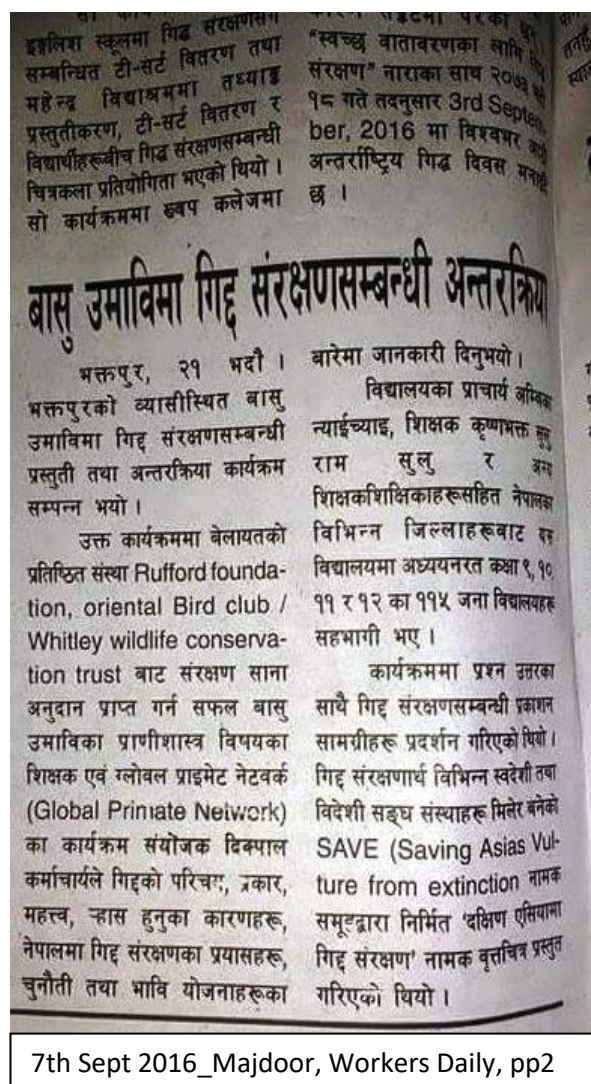 सो
संरक्षणसँग
इङ्लिश स्कूलमा गिद्ध
सम्बन्धित टी-सर्ट वितरण तथा
महेन्द्र विद्याश्रममा तथ्याङ्क
प्रस्तुतीकरण, टी-सर्ट वितरण र
विद्यार्थीहरूबीच गिद्ध संरक्षणसम्बन्धी
चित्रकला प्रतियोगिता भएको थियो ।
सो कार्यक्रममा ख्वप कलेजमा
परेको
"स्वच्छ वातावरणका लागि
संरक्षण" नाराका साथ २०७३
१८ गते तदनुसार 3rd Septem-
ber, 2016 मा विश्वभर
अन्तर्राष्ट्रिय गिद्ध दिवस
छ ।
बासु उमाविमा गिद्द संरक्षणसम्बन्धी अन्तरक्रिया
भक्तपुर, २१ भदौ ।
भक्तपुरको व्यासीस्थित बासु
उमाविमा गिद्द संरक्षणसम्बन्धी
प्रस्तुती तथा अन्तरक्रिया कार्यक्रम
सम्पन्न भयो ।
उक्त कार्यक्रममा बेलायतको
प्रतिष्ठित संस्था Rufford founda-
tion, oriental Bird club /
Whitley wildlife conserva-
tion trust बाट संरक्षण साना
अनुदान प्राप्त गर्न सफल बासु
उमाविका प्राणीशास्त्र विषयका
शिक्षक एवं ग्लोवल प्राइमेट नेटवर्क
(Global Primate Network)
का कार्यक्रम संयोजक दिक्पाल
कर्माचार्यले गिद्दको परिचय, प्रकार,
महत्त्व, ऱ्हास हुनुका कारणहरू,
नेपालमा गिद्द संरक्षणका प्रयासहरू,
चुनौती तथा भावि योजनाहरूका
बारेमा जानकारी दिनुभयो ।
विद्यालयका प्राचार्य अम्बिका
न्याईच्याइ, शिक्षक कृष्णभक्त सुलु
राम सुलु र अन्य
शिक्षकशिक्षिकाहरूसहित नेपालका
विभिन्न जिल्लाहरूबाट यस
विद्यालयमा अध्ययनरत कक्षा ९, १०
११ र १२ का ११५ जना विद्यालयहरू
सहभागी भए ।
कार्यक्रममा प्रश्न उत्तरका
साथै गिद्द संरक्षणसम्बन्धी प्रकाशन
सामग्रीहरू प्रदर्शन गरिएको थियो ।
गिद्द संरक्षणार्थ विभिन्न स्वदेशी तथा
विदेशी सङ्घ संस्थाहरू मिलेर बनेको
SAVE (Saving Asias Vul-
ture from extinction नामक
समूहद्वारा निर्मित 'दक्षिण एसियामा
गिद्द संरक्षण' नामक वृत्तचित्र प्रस्तुत
गरिएको थियो ।
7th Sept 2016_Majdoor, Workers Daily, pp2